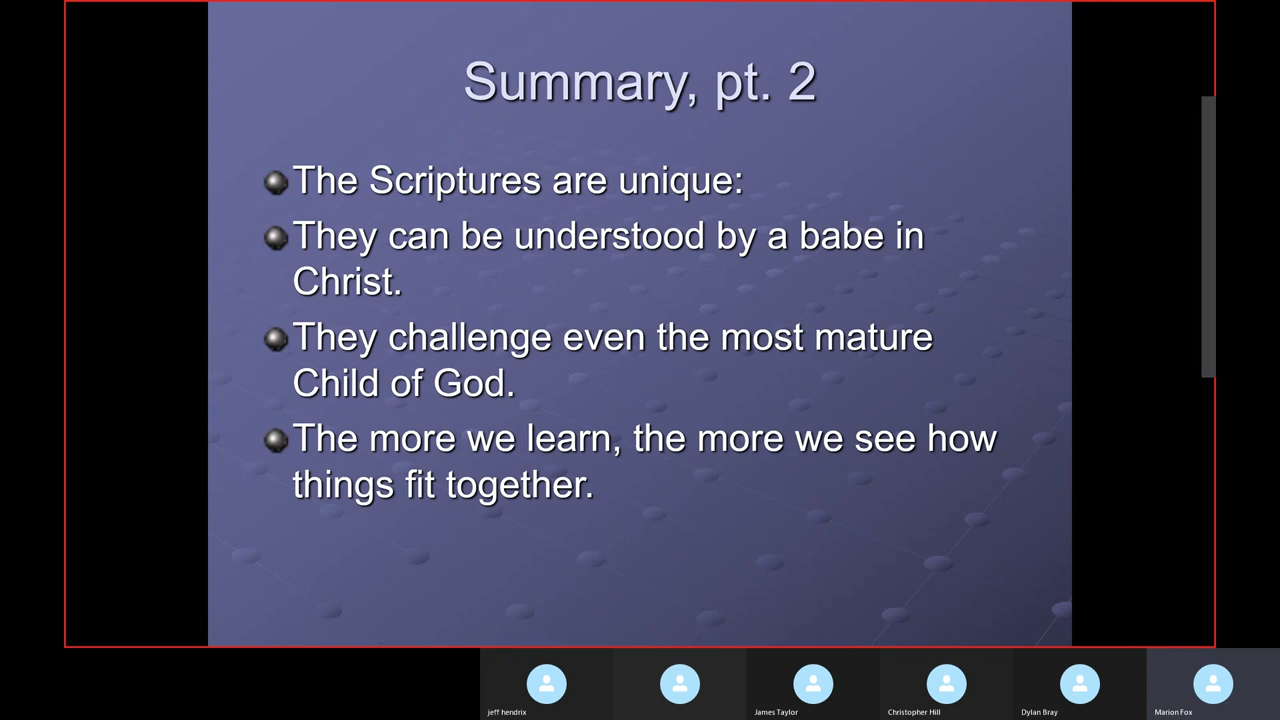 Summary, pt. 2
The Scriptures are unique:
They can be understood by a babe in
Christ.
They challenge even the most mature
Child of God.
The more we learn, the more we see how
things fit together.
jeff hendrix
James Taylor
Christopher Hill
Dylan Bray
Marion Fox